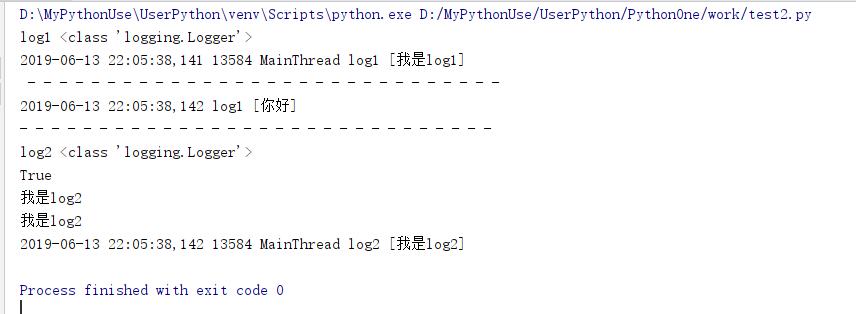 D:\MyPythonUse\UserPython\venv\Scripts\python.exe D:/MyPythonUse/UserPython/PythonOne/work/test2.py
log1 <class 'logging.Logger'>
2019-06-13 22:05:38,141 13584 MainThread log1 [我是log1]
- - - - - - - - - - - - - - - - - - - - - - - - - - - - - -
2019-06-13 22:05:38,142 log1 [你好]
- - - - - - - - - - - - - - - - - - - - - - - - - - - - - -
log2 <class 'logging.Logger'>
True
我是log2
我是log2
2019-06-13 22:05:38,142 13584 MainThread log2 [我是log2]
Process finished with exit code 0